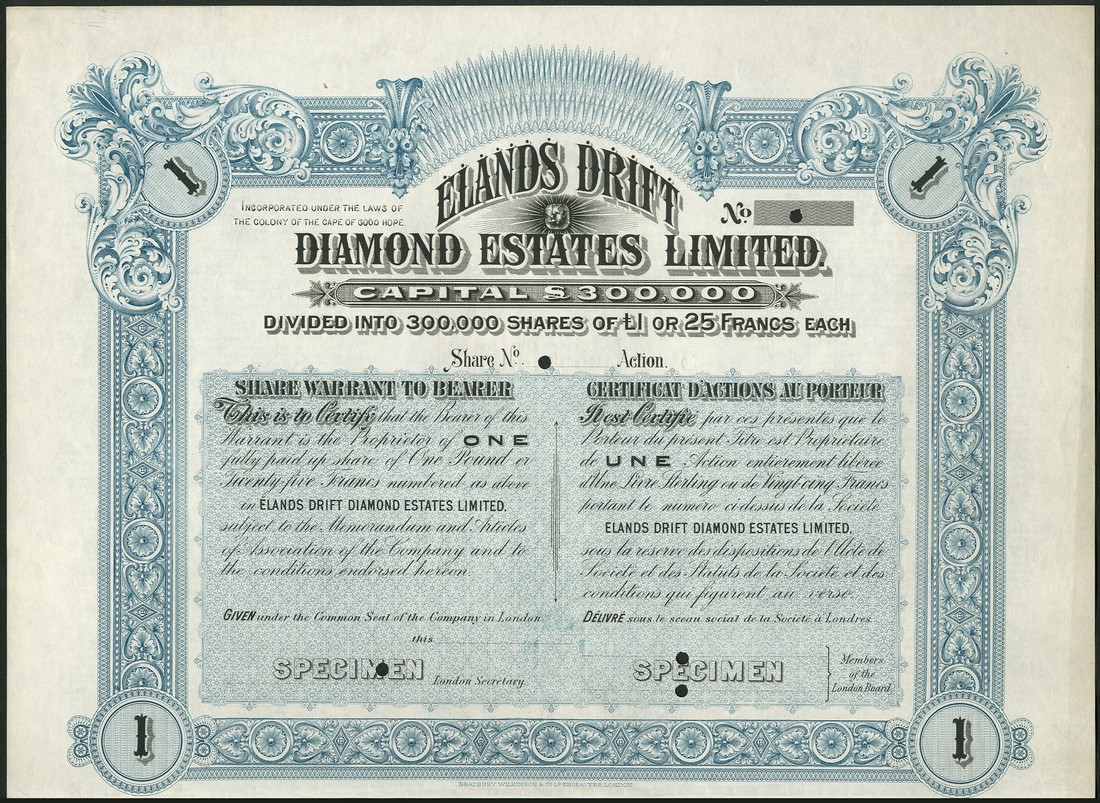 1
1
ELANDS DRIFT
INCORPORATED UNDER THE LAWS OF
THE COLONY OF THE CAPE OF GOOD HOPE.
No
DIAMOND ESTATES LIMITED.
CAPITAL £300,000
DIVIDED INTO 300,000 SHARES OF £1 OR 25 FRANCS EACH
Share No. Action.
SHARE WARRANT TO BEARER
This is to Certify that the Bearer of this
Warrant is the Proprietor of ONE
fully paid up share of One Pound or
Twenty-five Francs numbered as above
in ELANDS DRIFT DIAMOND ESTATES LIMITED,
subject to the Memorandum and Articles
of Association of the Company and to
the conditions endorsed hereon.
GIVEN under the Common Seal of the Company in London
this
SPECIMEN
London Secretary
CERTIFICAT D'ACTIONS AU PORTEUR
Il est Certifié par ces présentes que le
Porteur du présent Titre est Propriétaire
de UNE Action entièrement libérée
d'Une Livre Sterling ou de Vingt-cinq Francs
portant le numéro ci-dessus de la Société
ELANDS DRIFT DIAMOND ESTATES LIMITED,
sous la réserve des dispositions de l'Acte de
Société et des Statuts de la Société et des
conditions qui figurent au verso.
DÉLIVRÉ sous le sceau social de la Société à Londres
SPECIMEN
Members
of the
London Board
1
1
BRADBURY, WILKINSON & Co. Ld. ENGRAVERS, LONDON